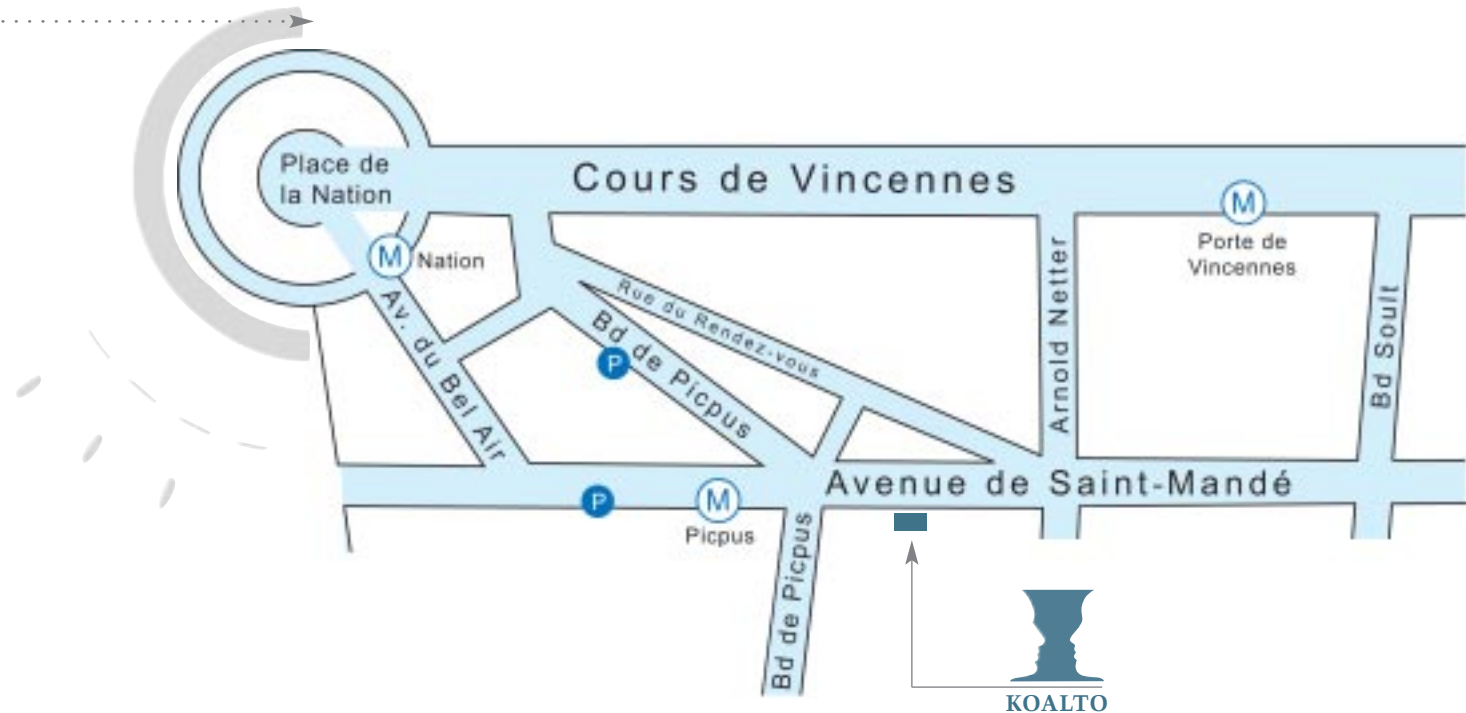 Place de
la Nation
Cours de Vincennes
M
Porte de
Vincennes
M
Nation
Av. du Bel Air
Rue du Rendez-vous
Bd de Picpus
P
Arnold Netter
Bd Soult
Avenue de Saint-Mandé
P
M
Picpus
Bd de Picpus
KOALTO